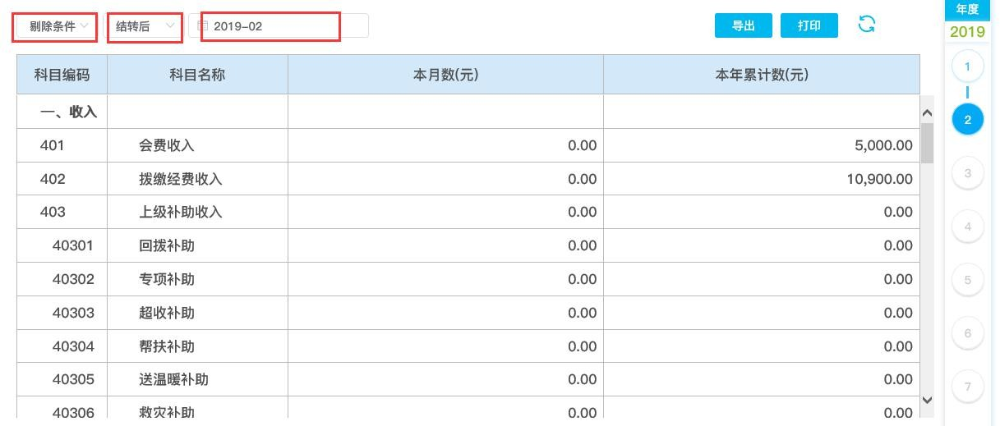 剔除条件 结转后 2019-02 导出 打印
年度
2019
1
2
3
4
5
6
7
科目编码 科目名称 本月数(元) 本年累计数(元)
一、收入
401 会费收入 0.00 5,000.00
402 拨缴经费收入 0.00 10,900.00
403 上级补助收入 0.00 0.00
40301 回拨补助 0.00 0.00
40302 专项补助 0.00 0.00
40303 超收补助 0.00 0.00
40304 帮扶补助 0.00 0.00
40305 送温暖补助 0.00 0.00
40306 救灾补助 0.00 0.00